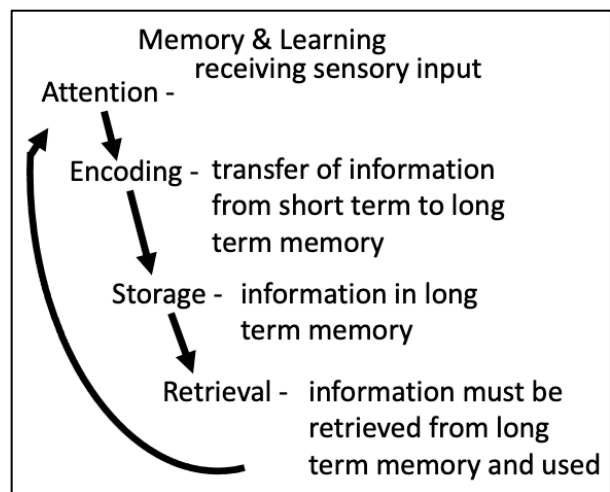 Memory & Learning
receiving sensory input
Attention -
Encoding - transfer of information
from short term to long
term memory
Storage - information in long
term memory
Retrieval - information must be
retrieved from long
term memory and used